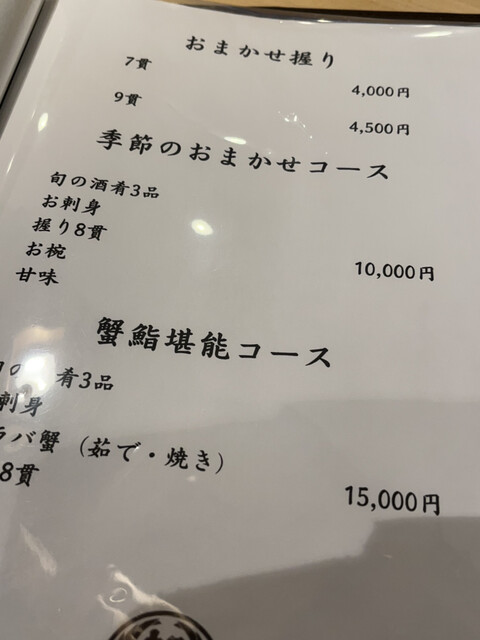 おまかせ握り
7貫
4,000円
9貫
4,500円
季節のおまかせコース
旬の酒肴3品
お刺身
握り8貫
お椀
甘味
10,000円
蟹鮨堪能コース
の 肴3品
刺身
ラバ蟹（茹で・焼き）
8貫
15,000円